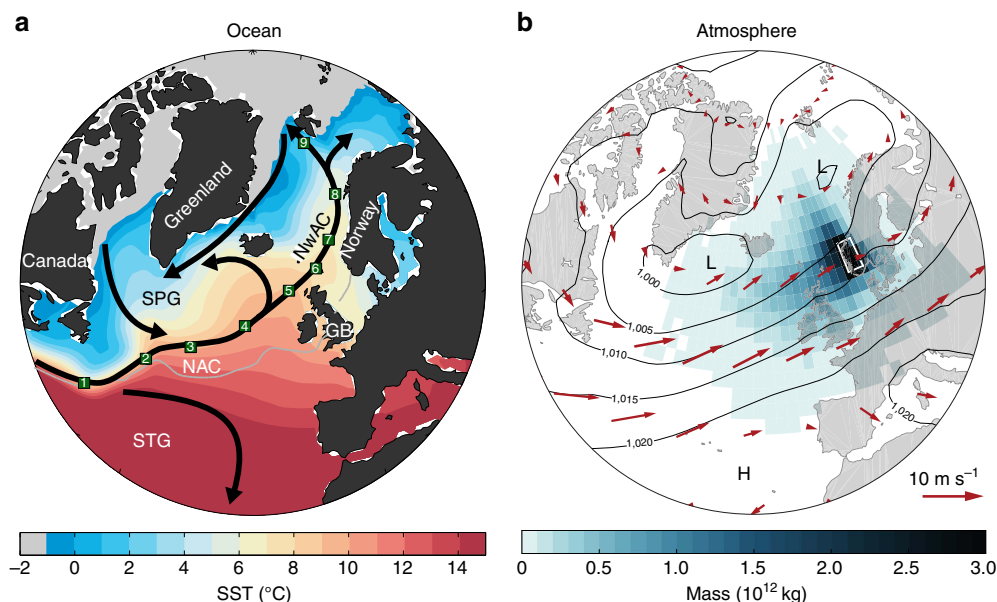 a
Ocean
Greenland
Canada
SPG
NwAC
Norway
GB
NAC
STG
1
2
3
4
5
6
7
8
9
−2 0 2 4 6 8 10 12 14
SST (°C)
b
Atmosphere
L
L
1,000
1,005
1,010
1,015
1,020
1,020
H
10 m s⁻¹
0 0.5 1.0 1.5 2.0 2.5 3.0
Mass (10¹² kg)